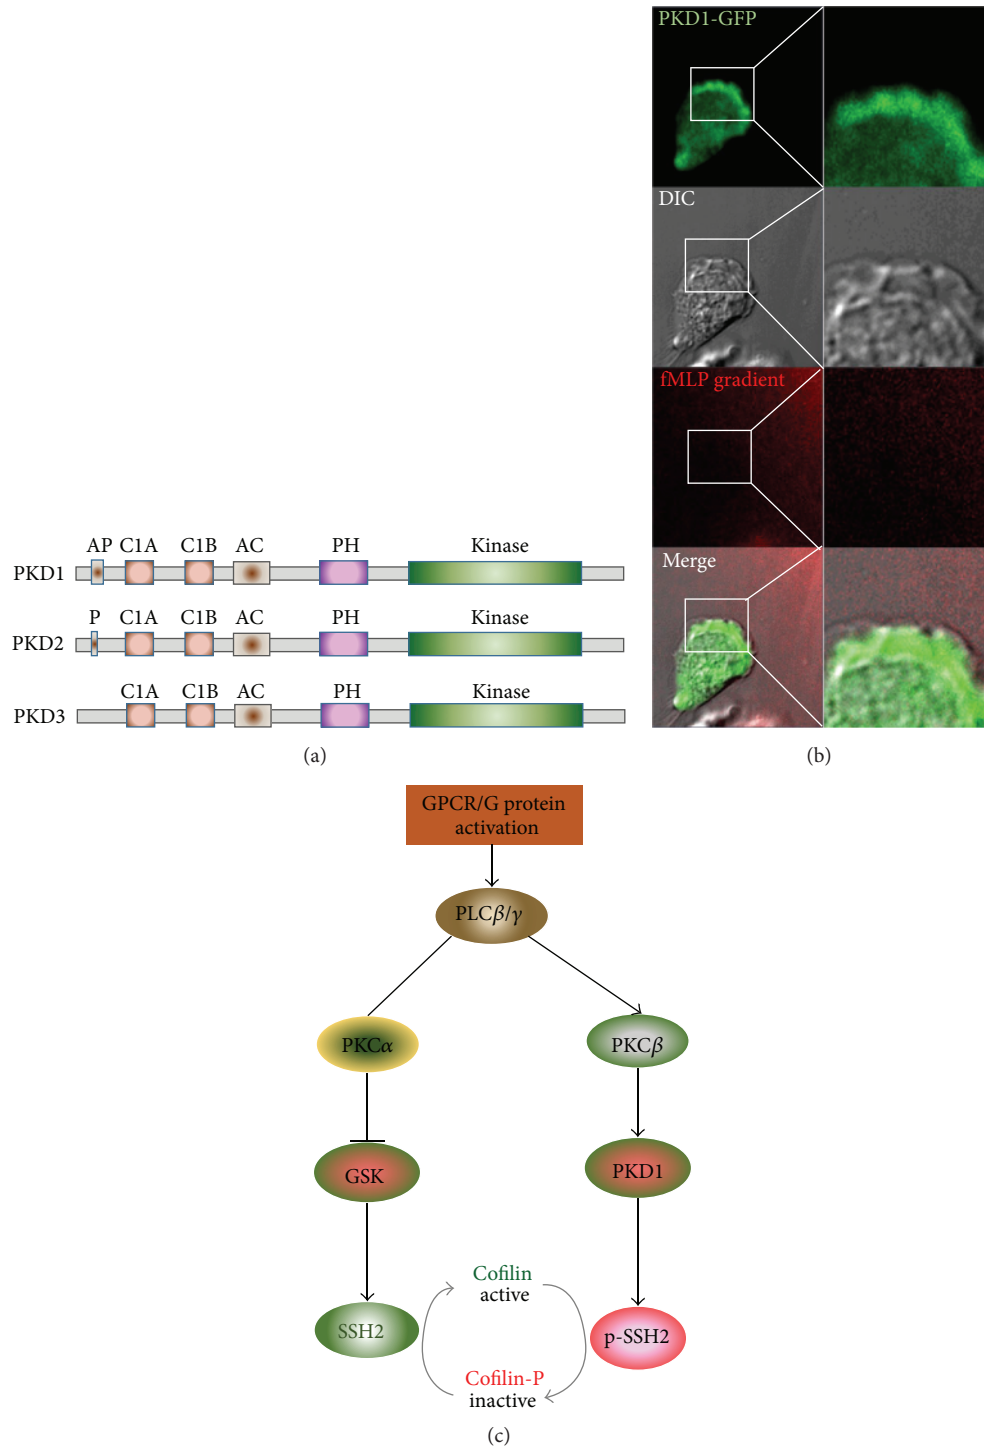 AP C1A C1B AC PH Kinase
PKD1
P C1A C1B AC PH Kinase
PKD2
C1A C1B AC PH Kinase
PKD3
(a)
PKD1-GFP
DIC
fMLP gradient
Merge
(b)
GPCR/G protein
activation
PLCβ/γ
PKCα
PKCβ
GSK
PKD1
Cofilin
active
SSH2
p-SSH2
Cofilin-P
inactive
(c)